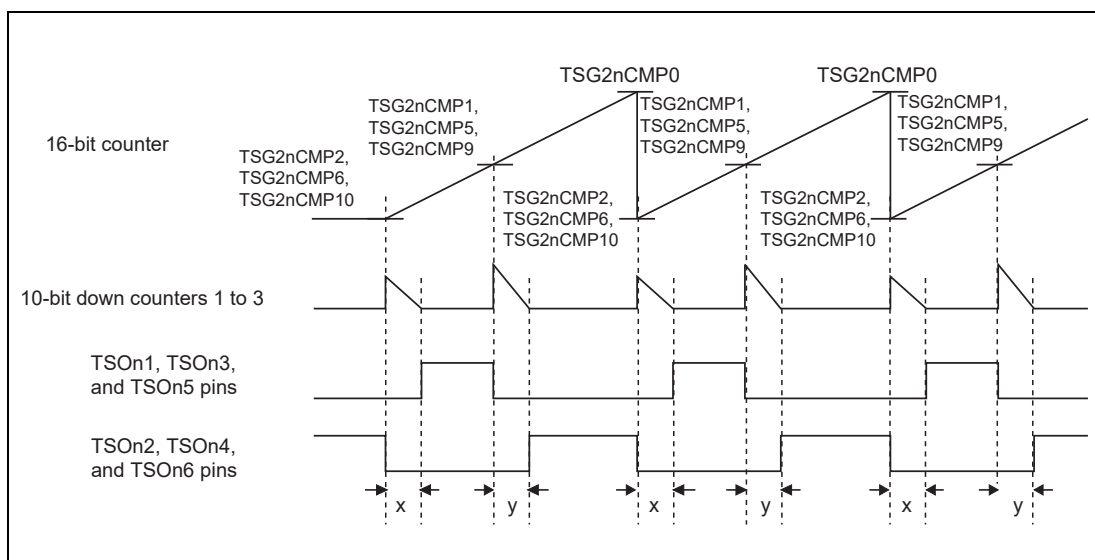 TSG2nCMP0
TSG2nCMP0
TSG2nCMP1,
TSG2nCMP5,
TSG2nCMP9
TSG2nCMP1,
TSG2nCMP5,
TSG2nCMP9
TSG2nCMP1,
TSG2nCMP5,
TSG2nCMP9
16-bit counter
TSG2nCMP2,
TSG2nCMP6,
TSG2nCMP10
TSG2nCMP2,
TSG2nCMP6,
TSG2nCMP10
TSG2nCMP2,
TSG2nCMP6,
TSG2nCMP10
10-bit down counters 1 to 3
TSOn1, TSOn3,
and TSOn5 pins
TSOn2, TSOn4,
and TSOn6 pins
x y x y x y